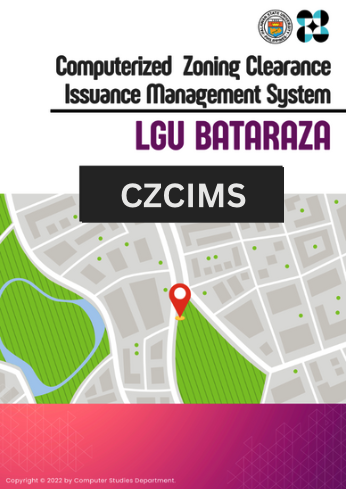 Computerized Zoning Clearance
Issuance Management System
LGU BATARAZA
CZCIMS
Copyright © 2022 by Computer Studies Department.